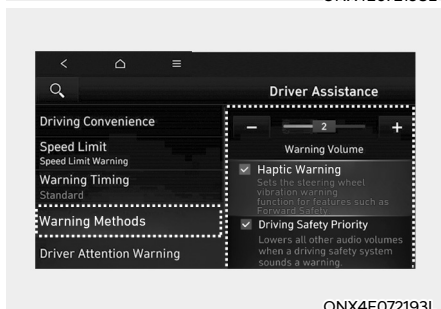 Driver Assistance
Driving Convenience
Speed Limit
Speed Limit Warning
Warning Timing
Standard
Warning Methods
Driver Attention Warning
− 2 +
Warning Volume
Haptic Warning
Sets the steering wheel
vibration warning
function for features such as
Forward Safety
Driving Safety Priority
Lowers all other audio volumes
when a driving safety system
sounds a warning.
ONX4E072193L